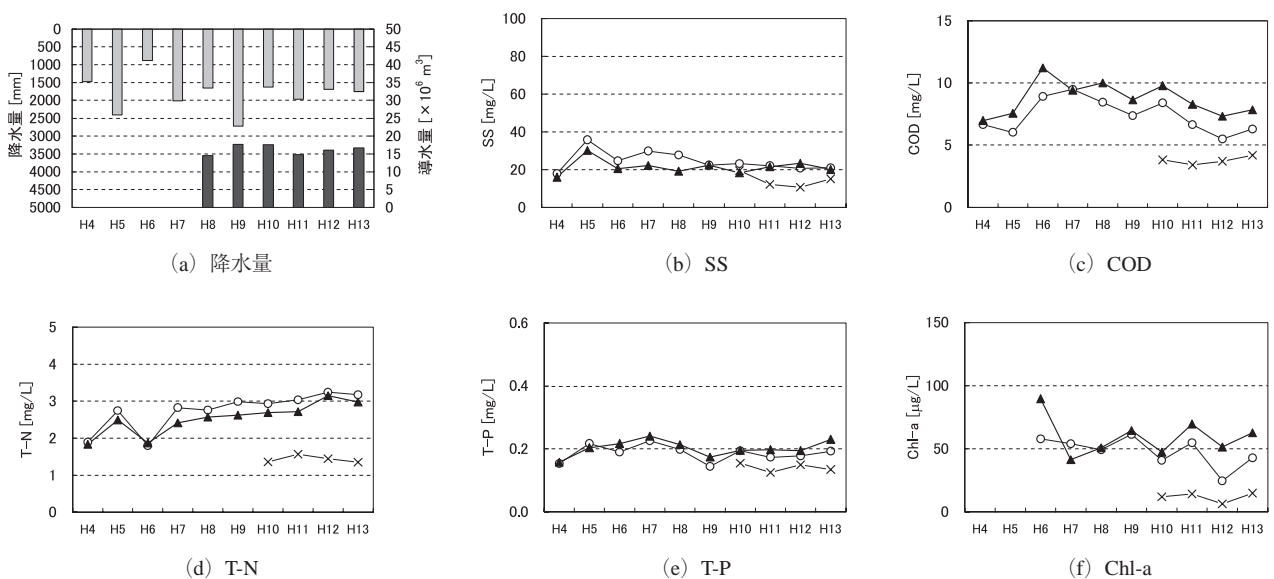 0
500
1000
1500
2000
2500
3000
3500
4000
4500
5000
降水量 [mm]
50
45
40
35
30
25
20
15
10
5
0
導水量 [×10⁶ m³]
H4 H5 H6 H7 H8 H9 H10 H11 H12 H13
(a) 降水量
100
80
60
40
20
0
SS [mg/L]
H4 H5 H6 H7 H8 H9 H10 H11 H12 H13
(b) SS
15
10
5
0
COD [mg/L]
H4 H5 H6 H7 H8 H9 H10 H11 H12 H13
(c) COD
5
4
3
2
1
0
T-N [mg/L]
H4 H5 H6 H7 H8 H9 H10 H11 H12 H13
(d) T-N
0.6
0.4
0.2
0.0
T-P [mg/L]
H4 H5 H6 H7 H8 H9 H10 H11 H12 H13
(e) T-P
150
100
50
0
Chl-a [μg/L]
H4 H5 H6 H7 H8 H9 H10 H11 H12 H13
(f) Chl-a